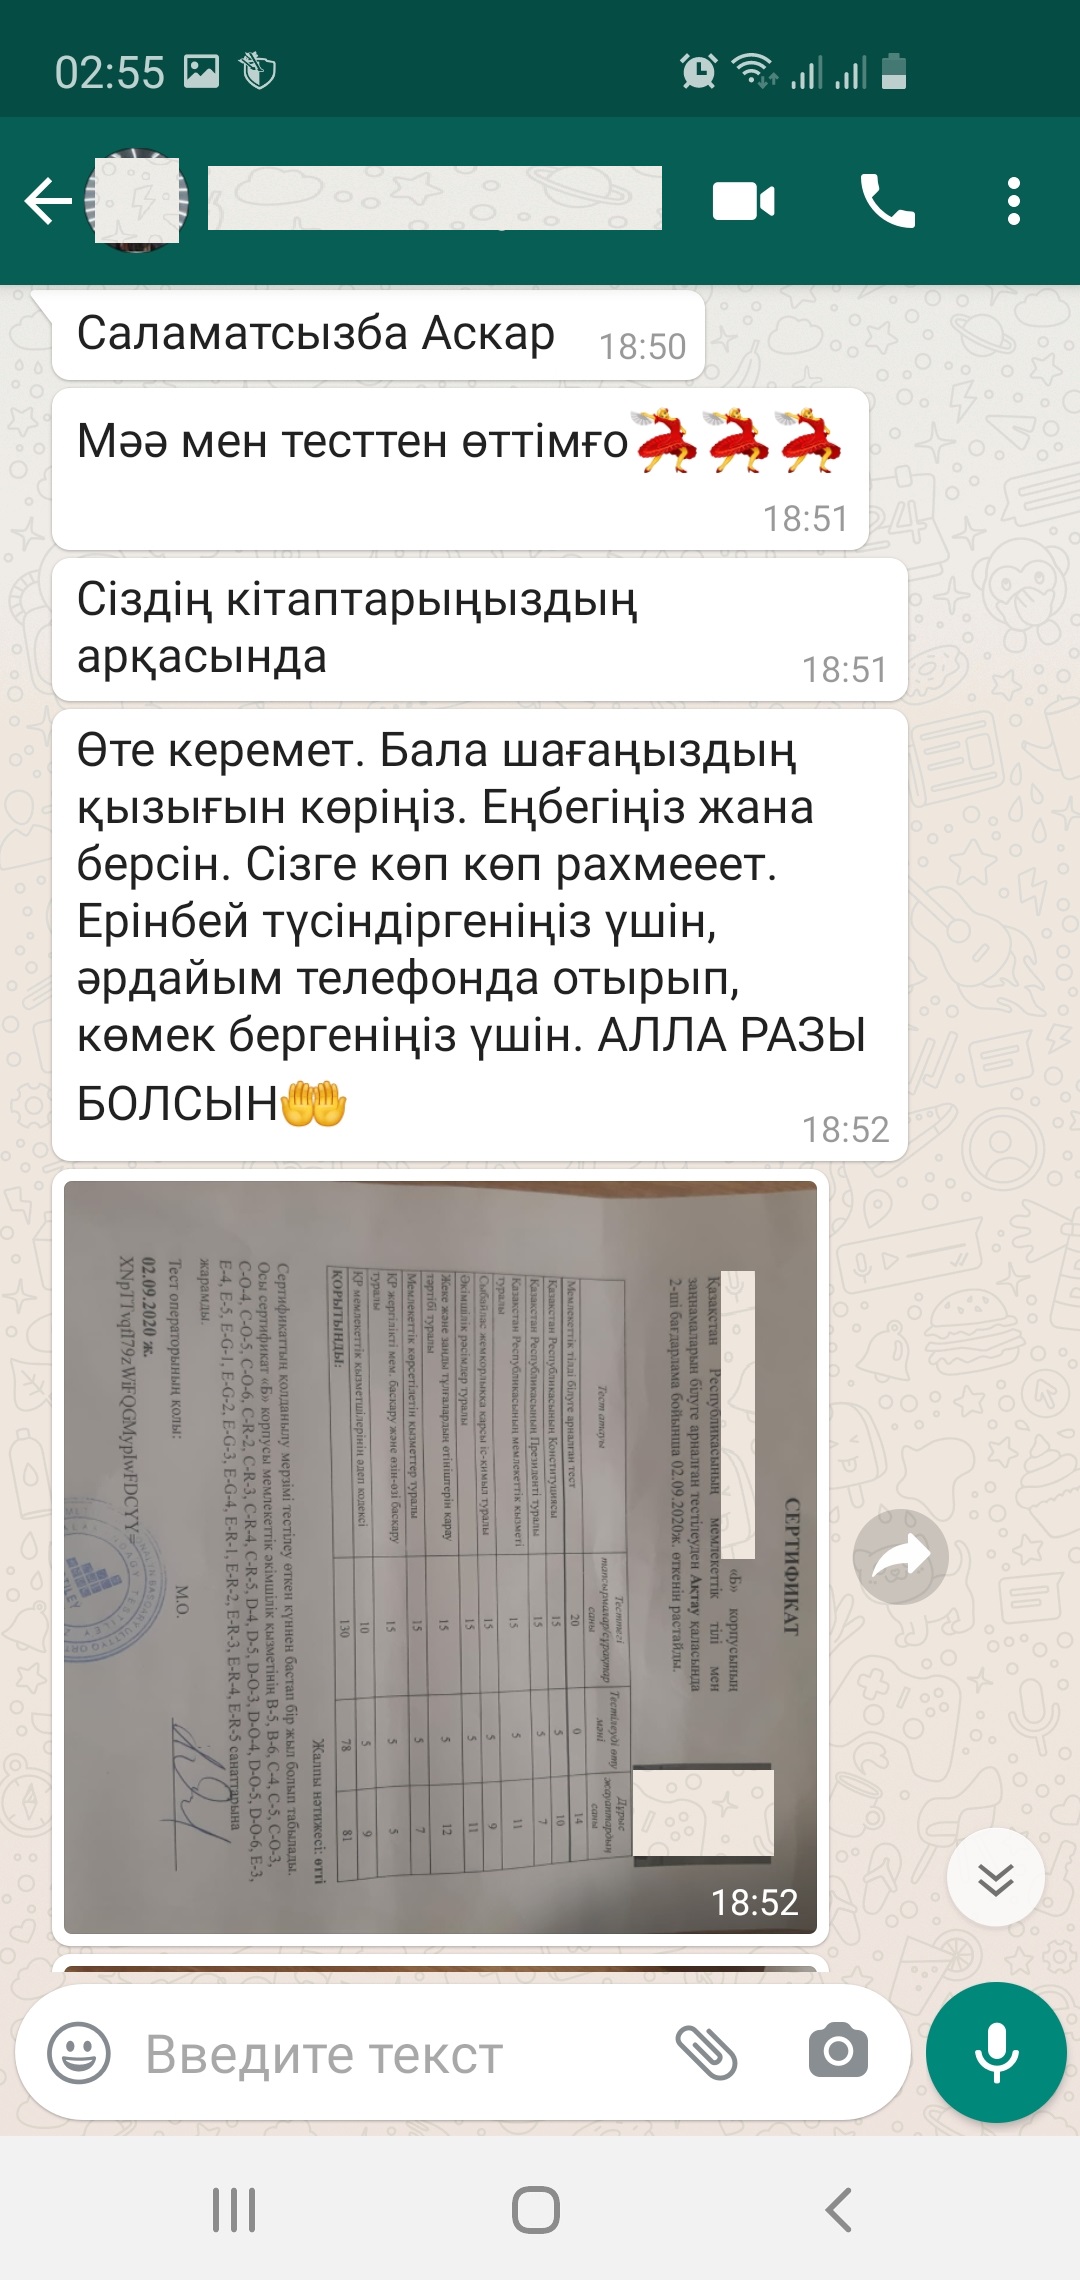 02:55
Саламатсызба Аскар 18:50
Мәә мен тесттен өттімғо💃💃💃
18:51
Сіздің кітаптарыңыздың
арқасында 18:51
Өте керемет. Бала шағаңыздың
қызығын көріңіз. Еңбегіңіз жана
берсін. Сізге көп көп рахмееет.
Ерінбей түсіндіргеніңіз үшін,
әрдайым телефонда отырып,
көмек бергеніңіз үшін. АЛЛА РАЗЫ
БОЛСЫН🤲 18:52
СЕРТИФИКАТ
«Б» корпусының
Қазақстан Республикасының мемлекеттік тілі мен
заңнамаларын білуге арналған тестілеуден Ақтау қаласында
2-ші бағдарлама бойынша 02.09.2020ж. өткенін растайды.
Тест атауы Тесттегі тапсырмалар/сұрақтар саны Тестілеуді өту мәні Дұрыс жауаптардың саны
Мемлекеттік тілді білуге арналған тест 20 0 14
Қазақстан Республикасының Конституциясы 15 5 10
Қазақстан Республикасының Президенті туралы 15 5 7
Қазақстан Республикасының мемлекеттік қызметі туралы 15 5 11
Сыбайлас жемқорлыққа қарсы іс-қимыл туралы 15 5 9
Әкімшілік рәсімдер туралы 15 5 11
Жеке және заңды тұлғалардың өтініштерін қарау тәртібі туралы 15 5 12
Мемлекеттік көрсетілетін қызметтер туралы 15 5 7
ҚР жергілікті мем. басқару және өзін-өзі басқару туралы 15 5 5
ҚР мемлекеттік қызметшілерінің әдеп кодексі 10 5 9
ҚОРЫТЫНДЫ: 130 78 81
Жалпы нәтижесі: өтті
Сертификаттың қолданылу мерзімі тестілеу өткен күннен бастап бір жыл болып табылады.
Осы сертификат «Б» корпусы мемлекеттік әкімшілік қызметінің B-5, B-6, C-4, C-5, C-O-3,
C-O-4, C-O-5, C-O-6, C-R-2, C-R-3, C-R-4, C-R-5, D-4, D-5, D-O-3, D-O-4, D-O-5, D-O-6, E-3,
E-4, E-5, E-G-1, E-G-2, E-G-3, E-G-4, E-R-1, E-R-2, E-R-3, E-R-4, E-R-5 санаттарына
жарамды.
Тест операторының қолы:
М.О.
02.09.2020 ж.
18:52
Введите текст